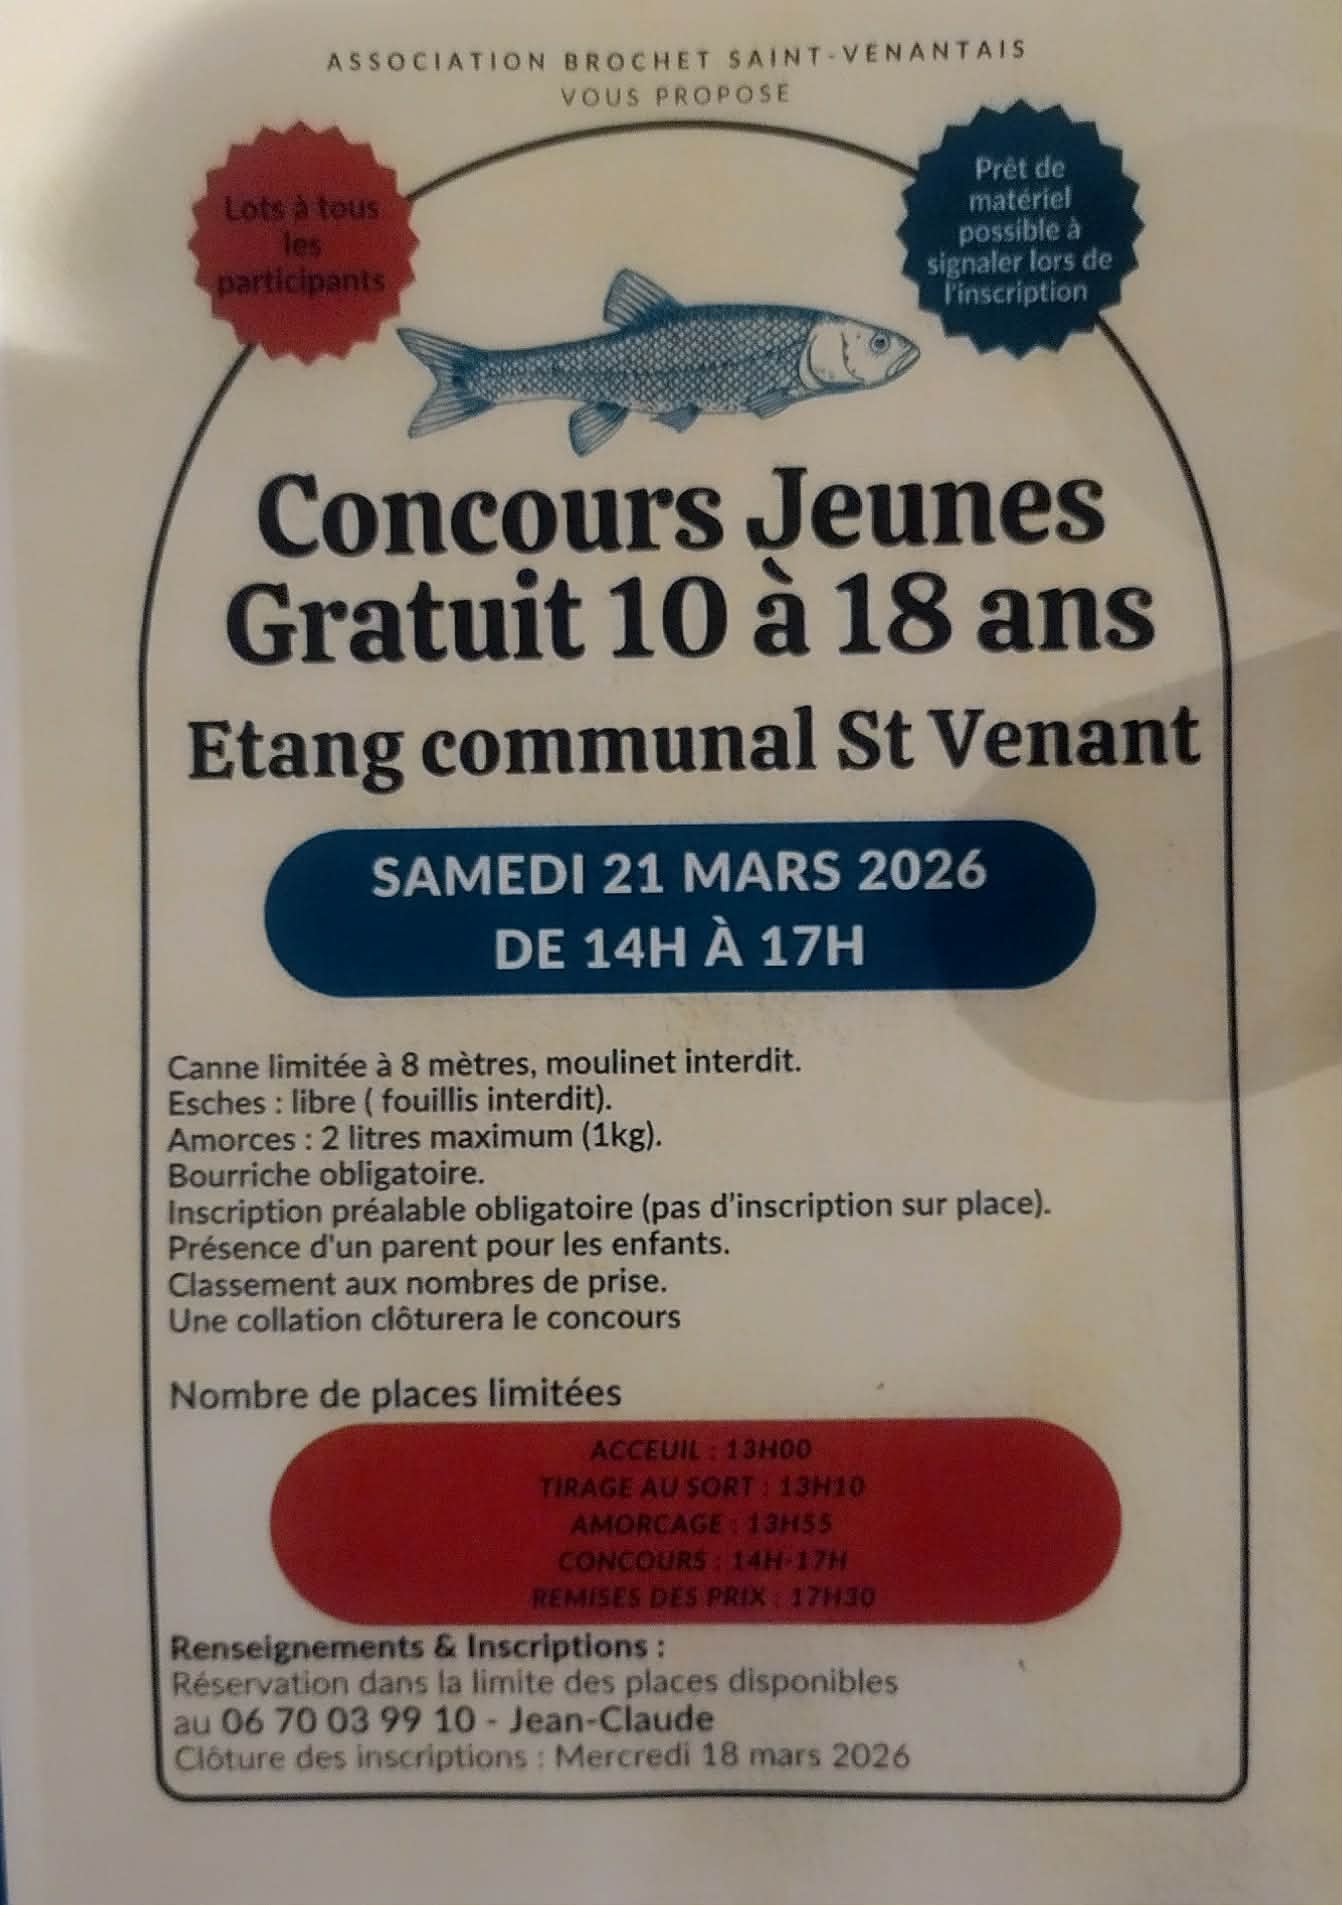 ASSOCIATION BROCHET SAINT-VENANTAIS
VOUS PROPOSE
Lots à tous
les
participants
Prêt de
matériel
possible à
signaler lors de
l'inscription
Concours Jeunes
Gratuit 10 à 18 ans
Etang communal St Venant
SAMEDI 21 MARS 2026
DE 14H À 17H
Canne limitée à 8 mètres, moulinet interdit.
Esches : libre ( fouillis interdit).
Amorces : 2 litres maximum (1kg).
Bourriche obligatoire.
Inscription préalable obligatoire (pas d'inscription sur place).
Présence d'un parent pour les enfants.
Classement aux nombres de prise.
Une collation clôturera le concours
Nombre de places limitées
ACCEUIL : 13H00
TIRAGE AU SORT : 13H10
AMORCAGE : 13H55
CONCOURS : 14H-17H
REMISES DES PRIX : 17H30
Renseignements & Inscriptions :
Réservation dans la limite des places disponibles
au 06 70 03 99 10 - Jean-Claude
Clôture des inscriptions : Mercredi 18 mars 2026